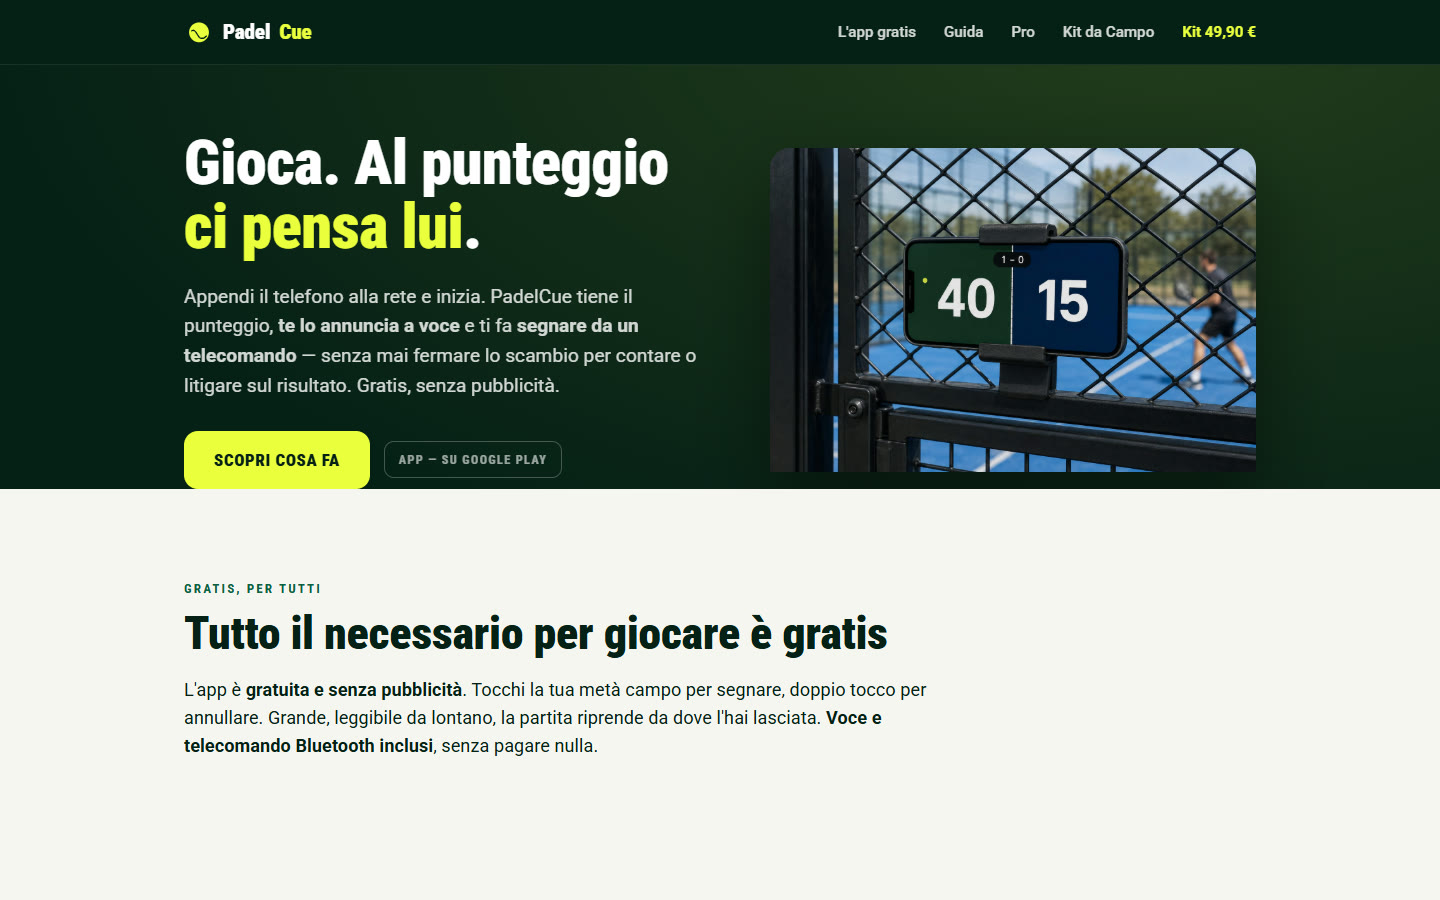 Padel Cue
L'app gratis
Guida
Pro
Kit da Campo
Kit 49,90 €
Gioca. Al punteggio
ci pensa lui.
Appendi il telefono alla rete e inizia. PadelCue tiene il
punteggio, te lo annuncia a voce e ti fa segnare da un
telecomando — senza mai fermare lo scambio per contare o
litigare sul risultato. Gratis, senza pubblicità.
SCOPRI COSA FA
APP — SU GOOGLE PLAY
1 – 0
40
15
GRATIS, PER TUTTI
Tutto il necessario per giocare è gratis
L'app è gratuita e senza pubblicità. Tocchi la tua metà campo per segnare, doppio tocco per
annullare. Grande, leggibile da lontano, la partita riprende da dove l'hai lasciata. Voce e
telecomando Bluetooth inclusi, senza pagare nulla.